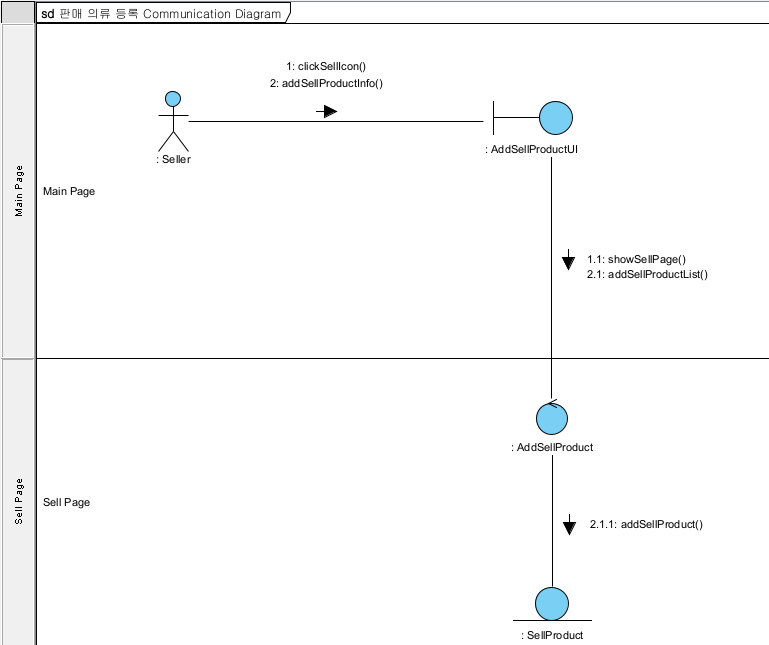 sd 판매 의류 등록 Communication Diagram
1: clickSellIcon()
2: addSellProductInfo()
: Seller
: AddSellProductUI
Main Page
Main Page
1.1: showSellPage()
2.1: addSellProductList()
: AddSellProduct
Sell Page
Sell Page
2.1.1: addSellProduct()
: SellProduct